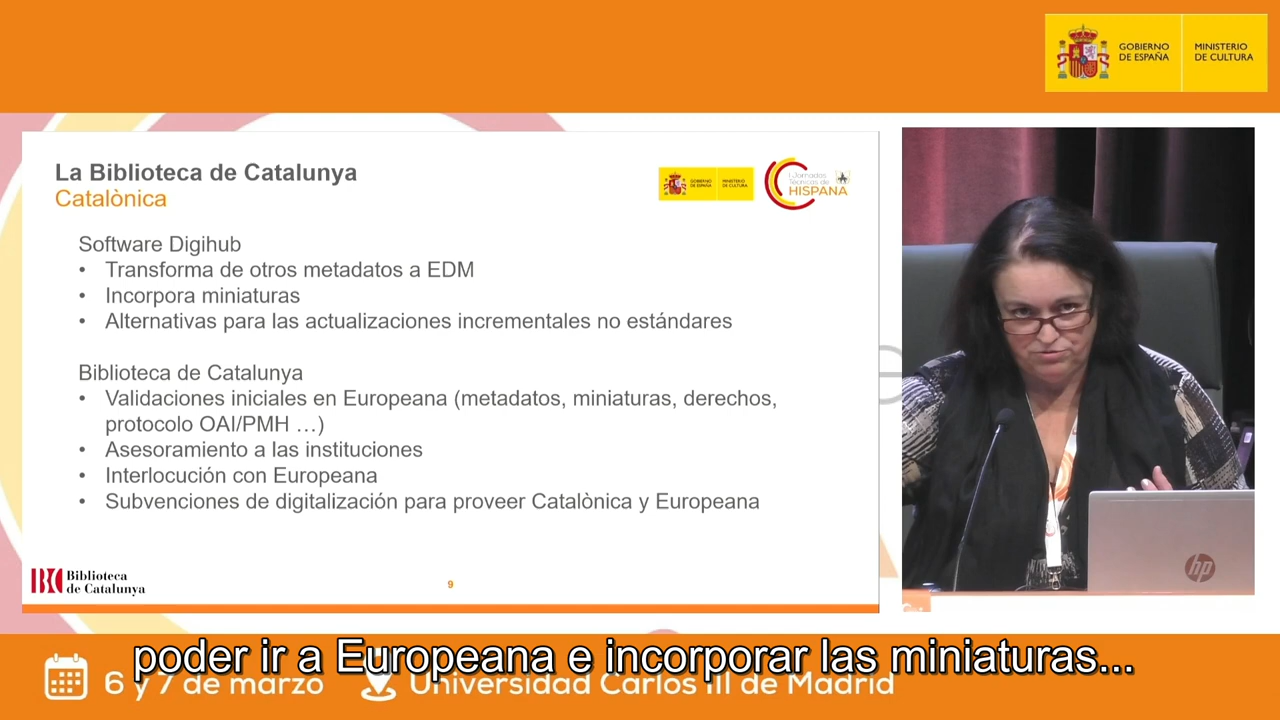 GOBIERNO
DE ESPAÑA
MINISTERIO
DE CULTURA
La Biblioteca de Catalunya
Catalònica
GOBIERNO
DE ESPAÑA
MINISTERIO
DE CULTURA
I Jornadas
Técnicas de
HISPANA
Software Digihub
• Transforma de otros metadatos a EDM
• Incorpora miniaturas
• Alternativas para las actualizaciones incrementales no estándares
Biblioteca de Catalunya
• Validaciones iniciales en Europeana (metadatos, miniaturas, derechos,
protocolo OAI/PMH …)
• Asesoramiento a las instituciones
• Interlocución con Europeana
• Subvenciones de digitalización para proveer Catalònica y Europeana
BC Biblioteca
de Catalunya
9
hp
poder ir a Europeana e incorporar las miniaturas...
6 y 7 de marzo
Universidad Carlos III de Madrid